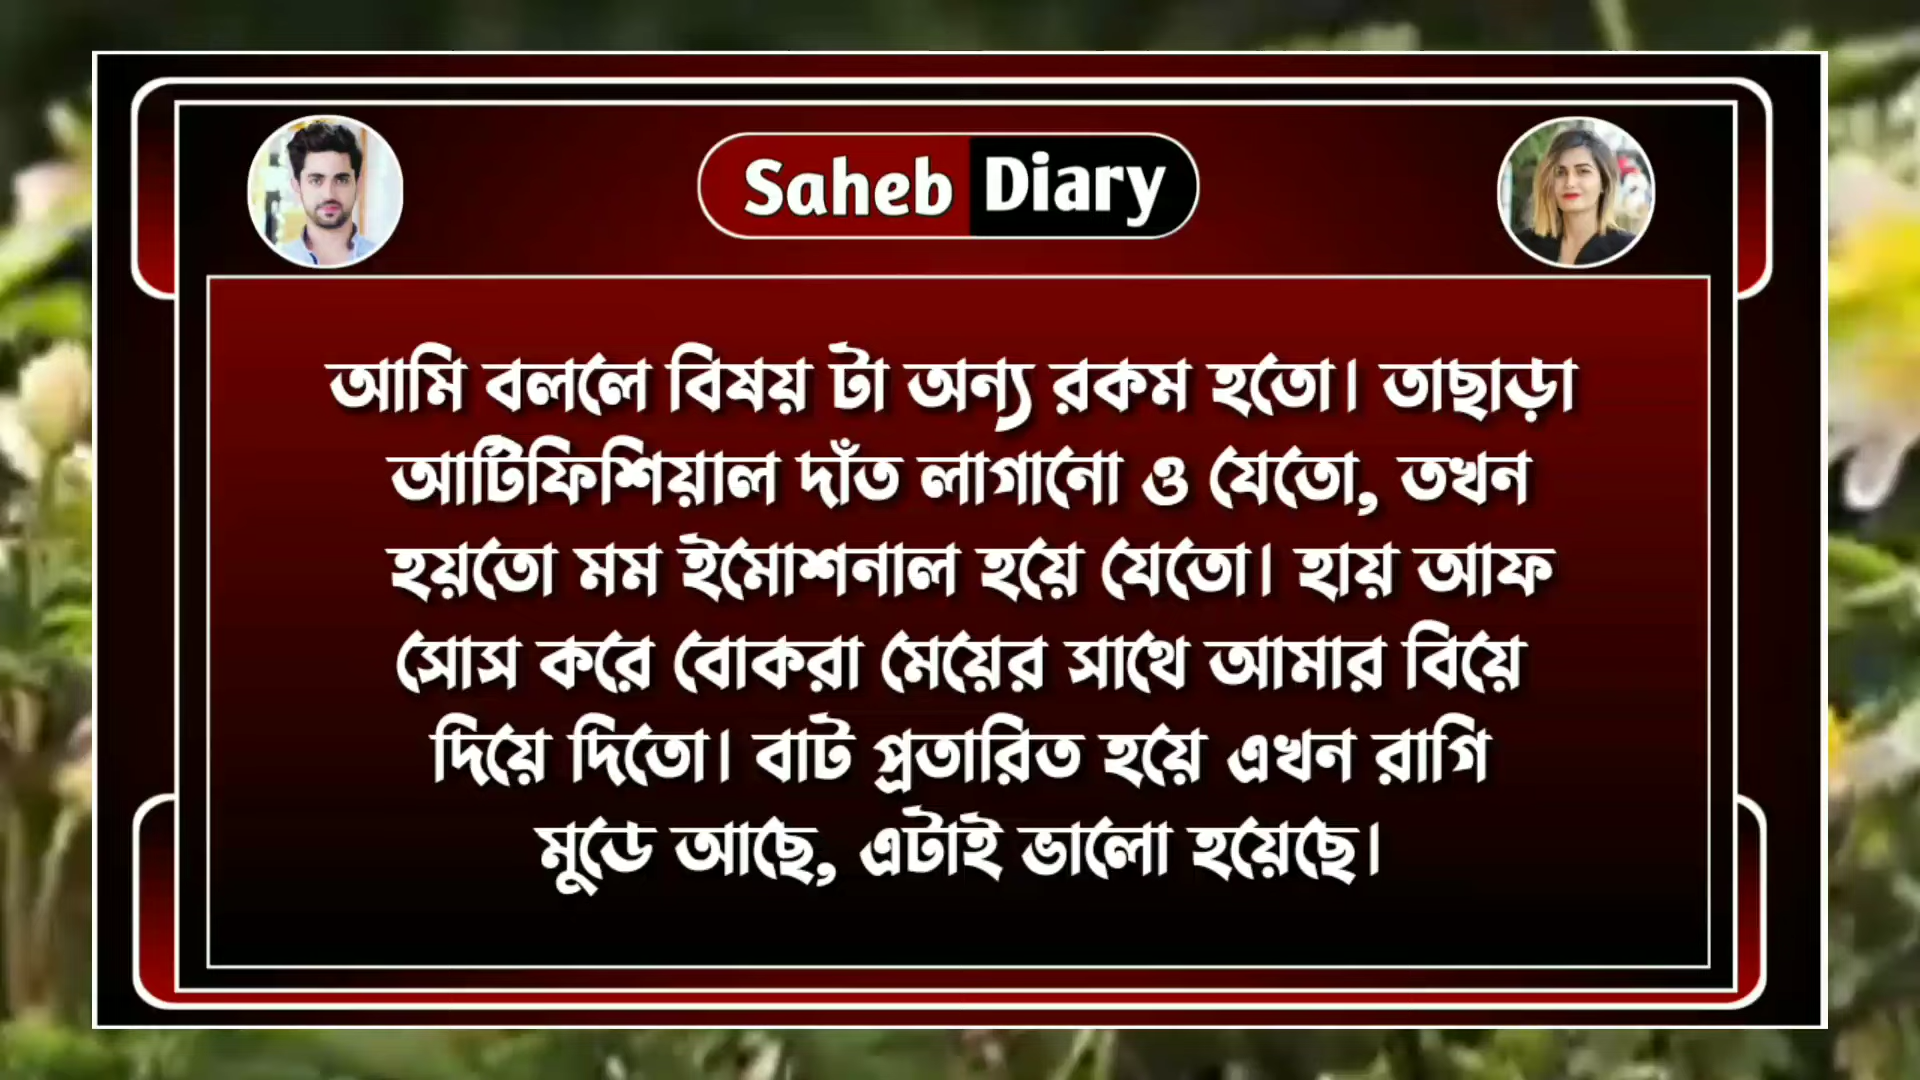 Saheb Diary
আমি বললে বিষয় টা অন্য রকম হতো। তাছাড়া
আর্টিফিশিয়াল দাঁত লাগানো ও যেতো, তখন
হয়তো মম ইমোশনাল হয়ে যেতো। হায় আফ
সোস করে বোকরা মেয়ের সাথে আমার বিয়ে
দিয়ে দিতো। বাট প্রতারিত হয়ে এখন রাগি
মুডে আছে, এটাই ভালো হয়েছে।